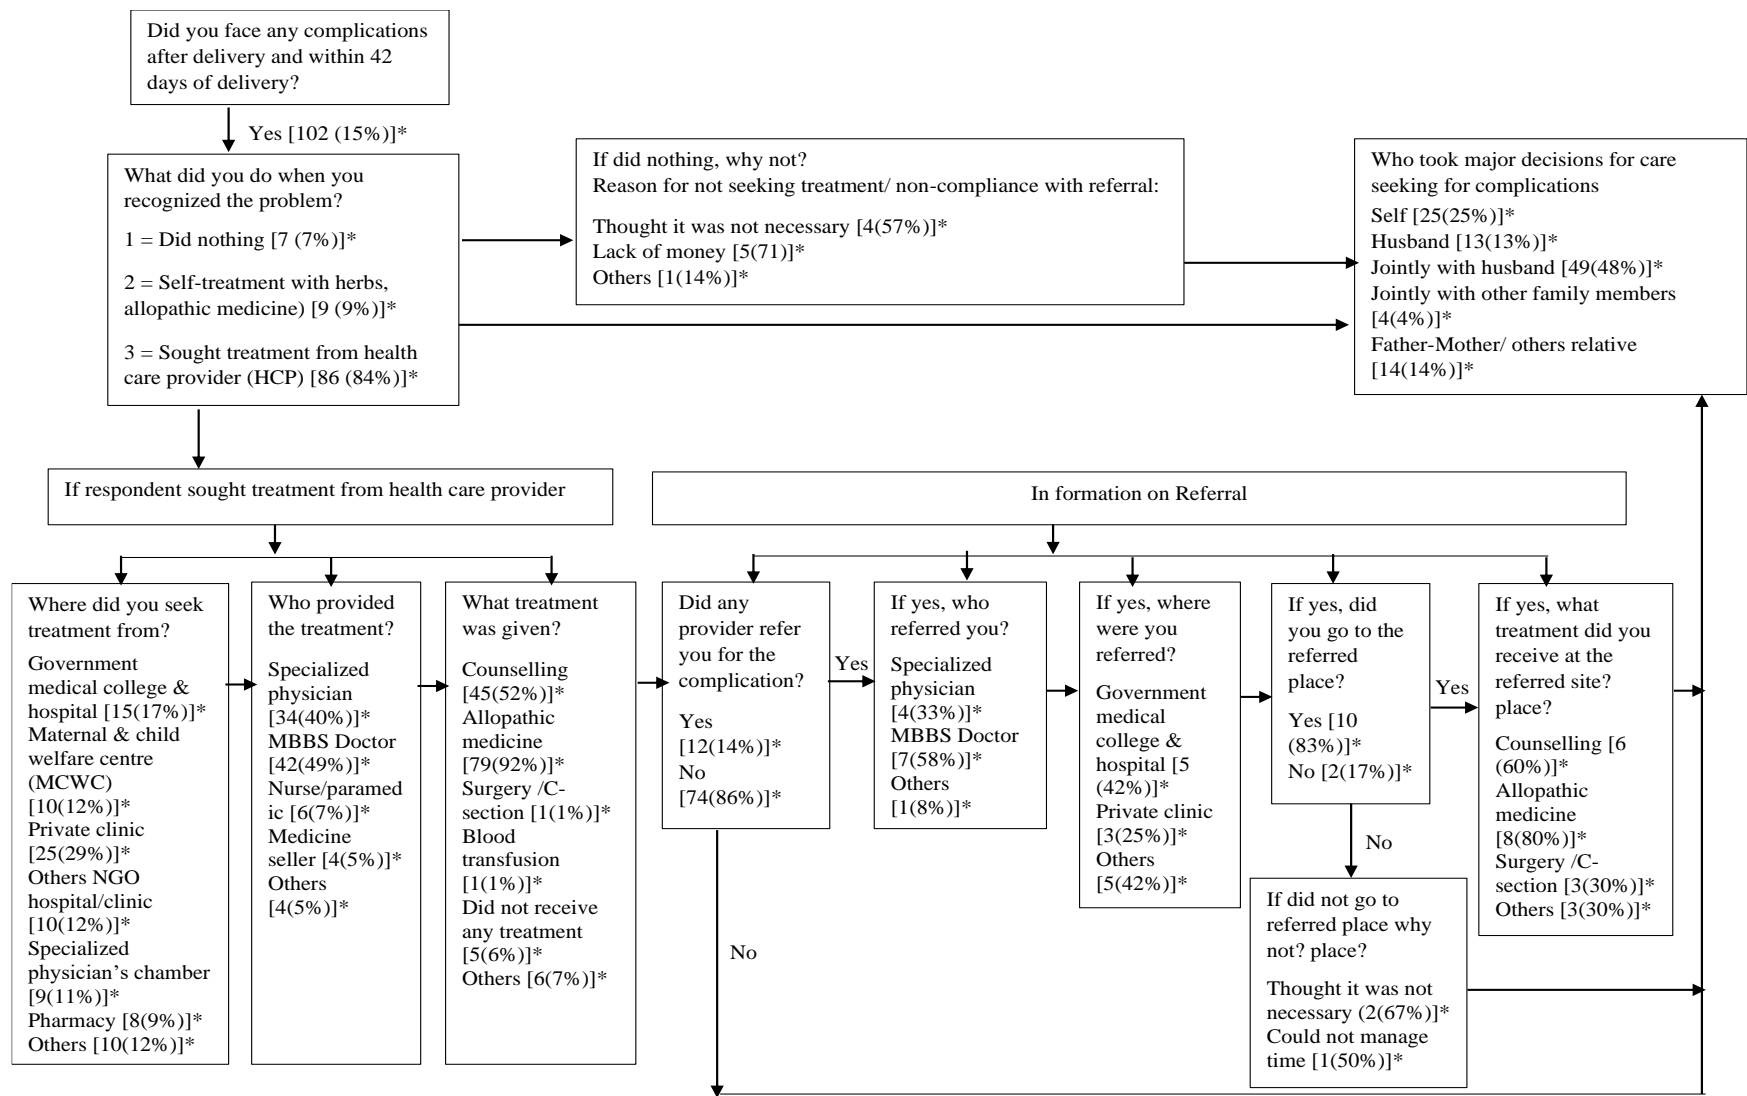 Did you face any complications
after delivery and within 42
days of delivery?
Yes [102 (15%)]*
What did you do when you
recognized the problem?
1 = Did nothing [7 (7%)]*
2 = Self-treatment with herbs,
allopathic medicine) [9 (9%)]*
3 = Sought treatment from health
care provider (HCP) [86 (84%)]*
If did nothing, why not?
Reason for not seeking treatment/ non-compliance with referral:
Thought it was not necessary [4(57%)]*
Lack of money [5(71)]*
Others [1(14%)]*
Who took major decisions for care
seeking for complications
Self [25(25%)]*
Husband [13(13%)]*
Jointly with husband [49(48%)]*
Jointly with other family members
[4(4%)]*
Father-Mother/ others relative
[14(14%)]*
If respondent sought treatment from health care provider
In formation on Referral
Where did you seek
treatment from?
Government
medical college &
hospital [15(17%)]*
Maternal & child
welfare centre
(MCWC)
[10(12%)]*
Private clinic
[25(29%)]*
Others NGO
hospital/clinic
[10(12%)]*
Specialized
physician's chamber
[9(11%)]*
Pharmacy [8(9%)]*
Others [10(12%)]*
Who provided
the treatment?
Specialized
physician
[34(40%)]*
MBBS Doctor
[42(49%)]*
Nurse/paramed
ic [6(7%)]*
Medicine
seller [4(5%)]*
Others
[4(5%)]*
What treatment
was given?
Counselling
[45(52%)]*
Allopathic
medicine
[79(92%)]*
Surgery /C-
section [1(1%)]*
Blood
transfusion
[1(1%)]*
Did not receive
any treatment
[5(6%)]*
Others [6(7%)]*
Did any
provider refer
you for the
complication?
Yes
[12(14%)]*
No
[74(86%)]*
Yes
No
If yes, who
referred you?
Specialized
physician
[4(33%)]*
MBBS Doctor
[7(58%)]*
Others
[1(8%)]*
If yes, where
were you
referred?
Government
medical
college &
hospital [5
(42%)]*
Private clinic
[3(25%)]*
Others
[5(42%)]*
If yes, did
you go to the
referred
place?
Yes [10
(83%)]*
No [2(17%)]*
Yes
No
If did not go to
referred place why
not? place?
Thought it was not
necessary (2(67%)]*
Could not manage
time [1(50%)]*
If yes, what
treatment did you
receive at the
referred site?
place?
Counselling [6
(60%)]*
Allopathic
medicine
[8(80%)]*
Surgery /C-
section [3(30%)]*
Others [3(30%)]*